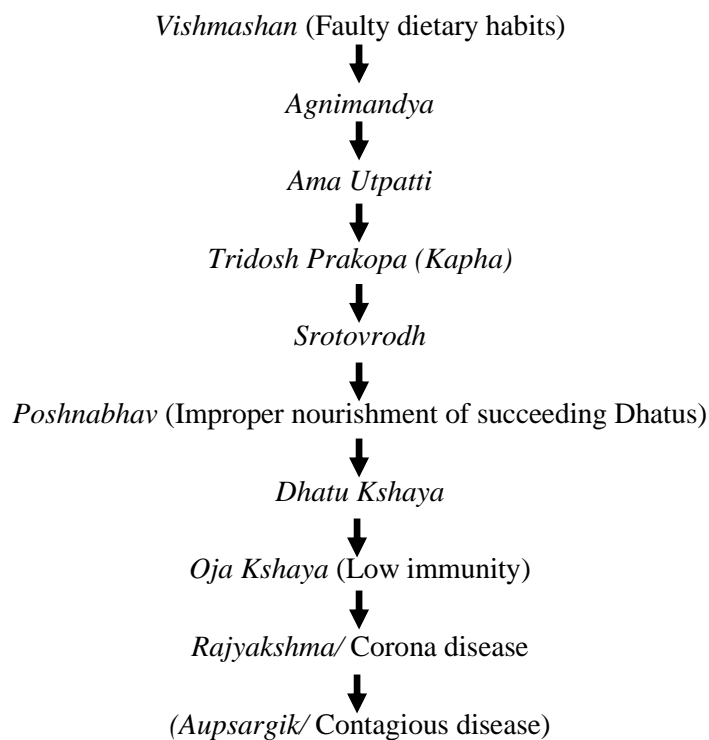 Vishmashan (Faulty dietary habits)
Agnimandya
Ama Utpatti
Tridosh Prakopa (Kapha)
Srotovrodh
Poshnabhav (Improper nourishment of succeeding Dhatus)
Dhatu Kshaya
Oja Kshaya (Low immunity)
Rajyakshma/ Corona disease
(Aupsargik/ Contagious disease)